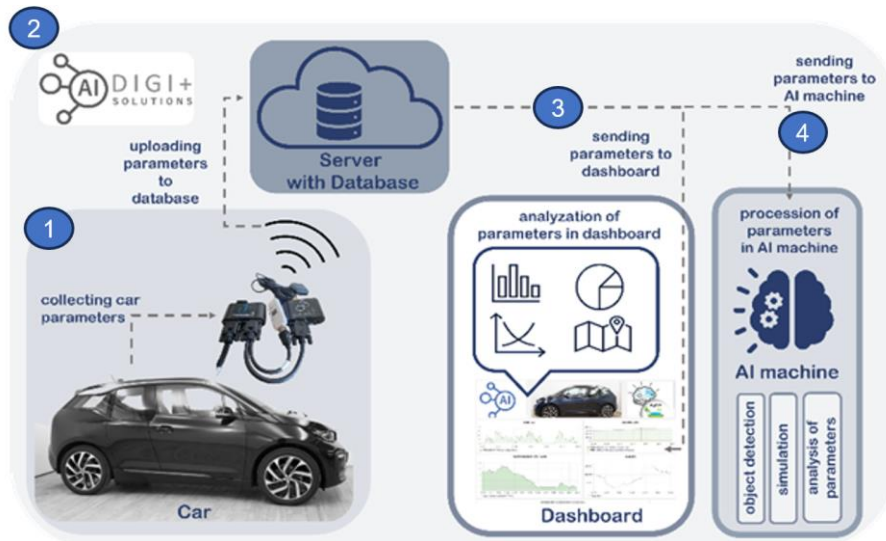 2
AI DIGI+
SOLUTIONS
uploading
parameters
to
database
Server
with Database
3
sending
parameters to
dashboard
sending
parameters to
AI machine
4
1
collecting car
parameters
Car
analyzation of
parameters in dashboard
AI
Dashboard
procession of
parameters
in AI machine
AI machine
object detection
simulation
analysis of
parameters